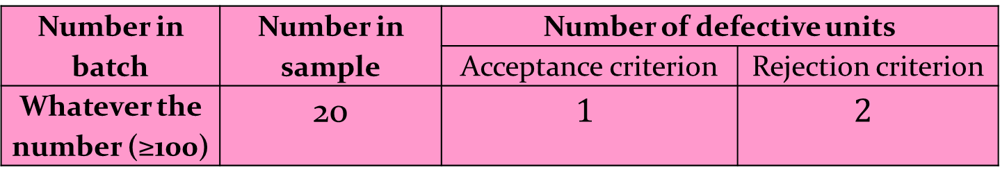 Number in
batch
Number in
sample
Number of defective units
Acceptance criterion
Rejection criterion
Whatever the
number (≥100)
20
1
2